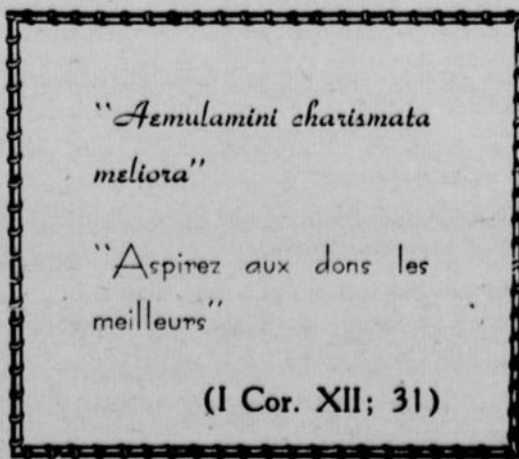 "Aemulamini charismata
meliora"
"Aspirez aux dons les
meilleurs"
(I Cor. XII; 31)